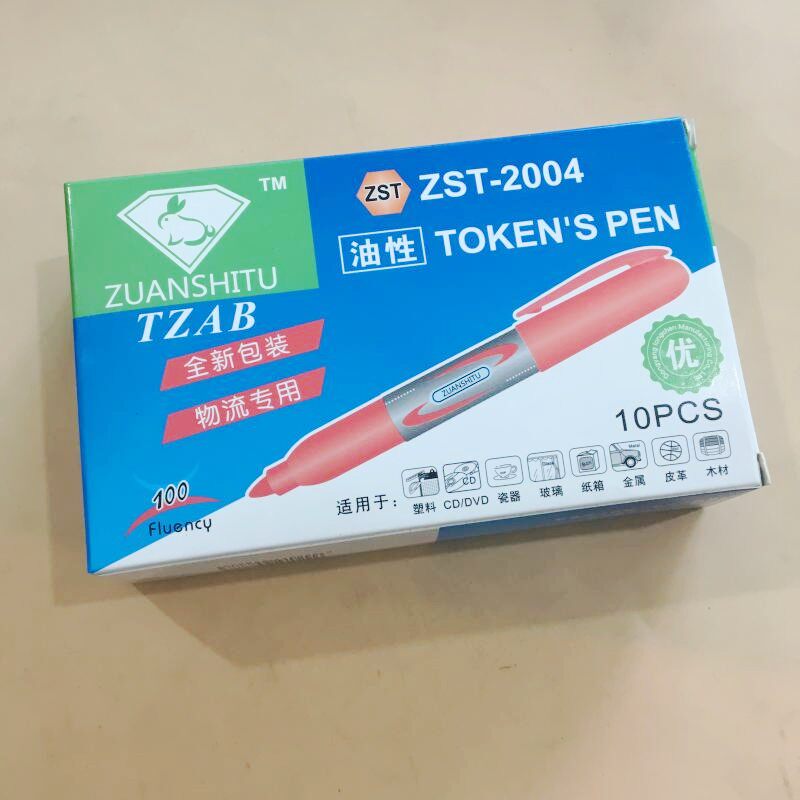 TM
ZUANSHITU
TZAB
全新包装
物流专用
100
Fluency
ZST ZST-2004
油性 TOKEN'S PEN
ZUANSHITU
优
10PCS
适用于：
CD
Metal
塑料 CD/DVD 瓷器 玻璃 纸箱 金属 皮革 木材